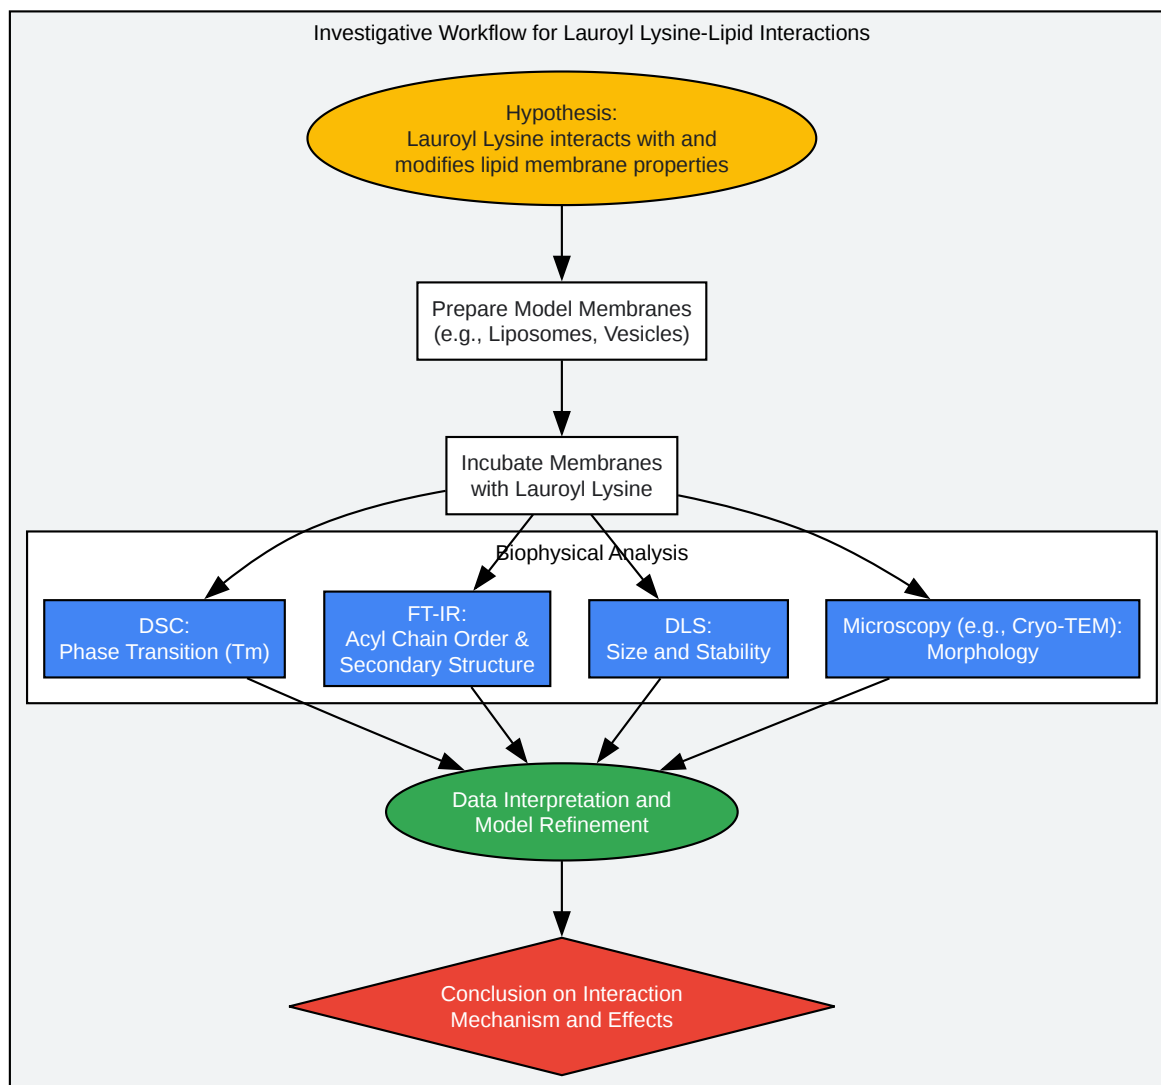 Investigative Workflow for Lauroyl Lysine-Lipid Interactions
Hypothesis:
Lauroyl Lysine interacts with and
modifies lipid membrane properties
Prepare Model Membranes
(e.g., Liposomes, Vesicles)
Incubate Membranes
with Lauroyl Lysine
Biophysical Analysis
DSC:
Phase Transition (Tm)
FT-IR:
Acyl Chain Order &
Secondary Structure
DLS:
Size and Stability
Microscopy (e.g., Cryo-TEM):
Morphology
Data Interpretation and
Model Refinement
Conclusion on Interaction
Mechanism and Effects